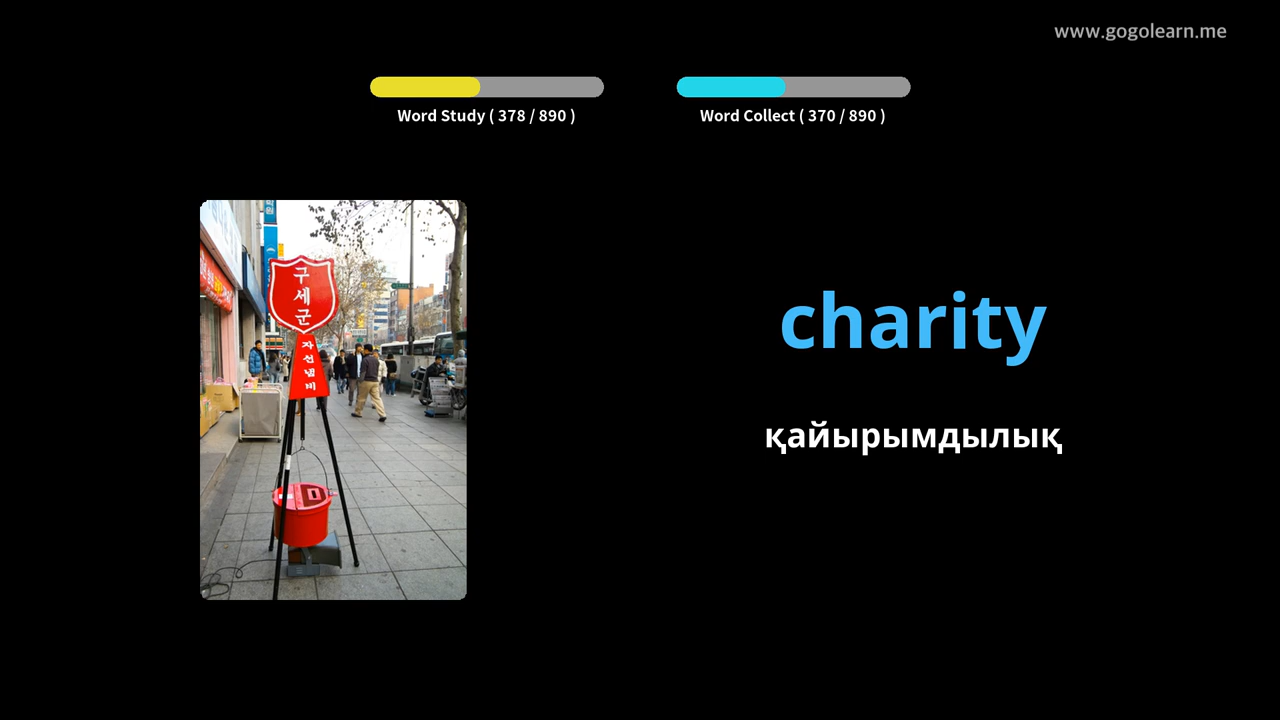 www.gogolearn.me
Word Study ( 378 / 890 )
Word Collect ( 370 / 890 )
구
세
군
자
선
냄
비
charity
қайырымдылық